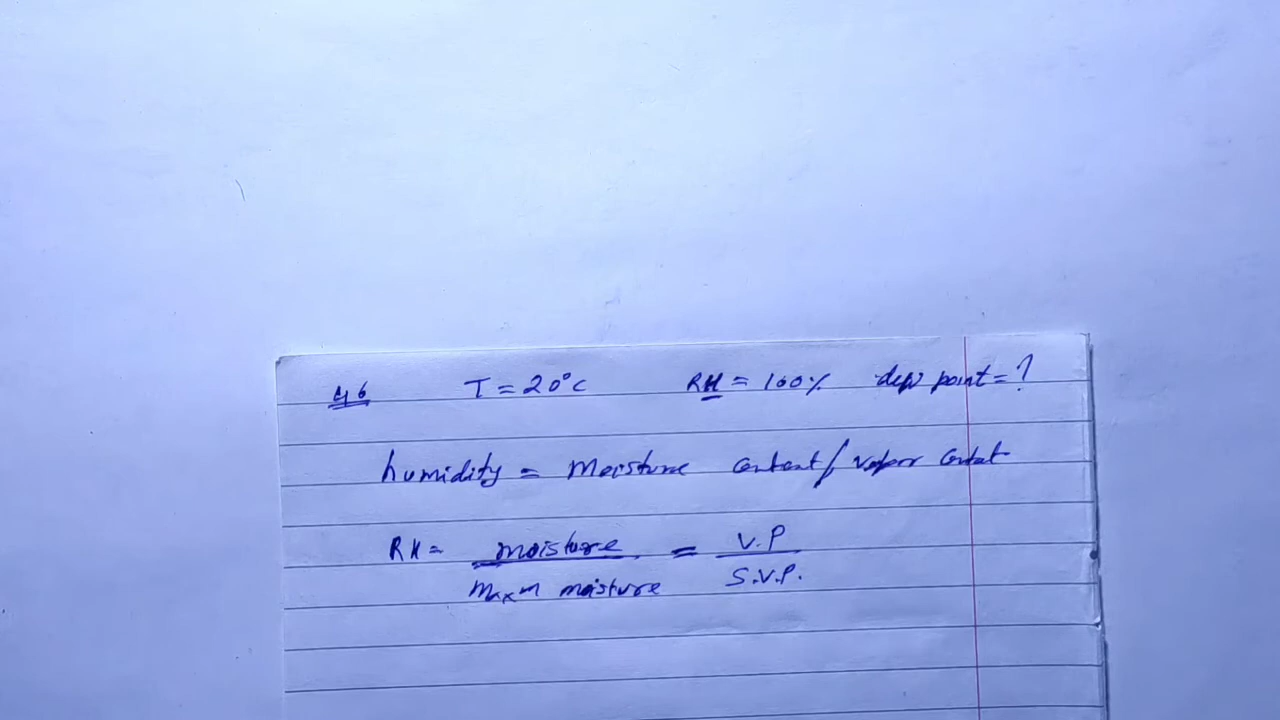 46 T = 20°C RH = 100% dew point = ?
humidity = Moisture content / vapor content
RH = moisture / maxm moisture = V.P / S.V.P.